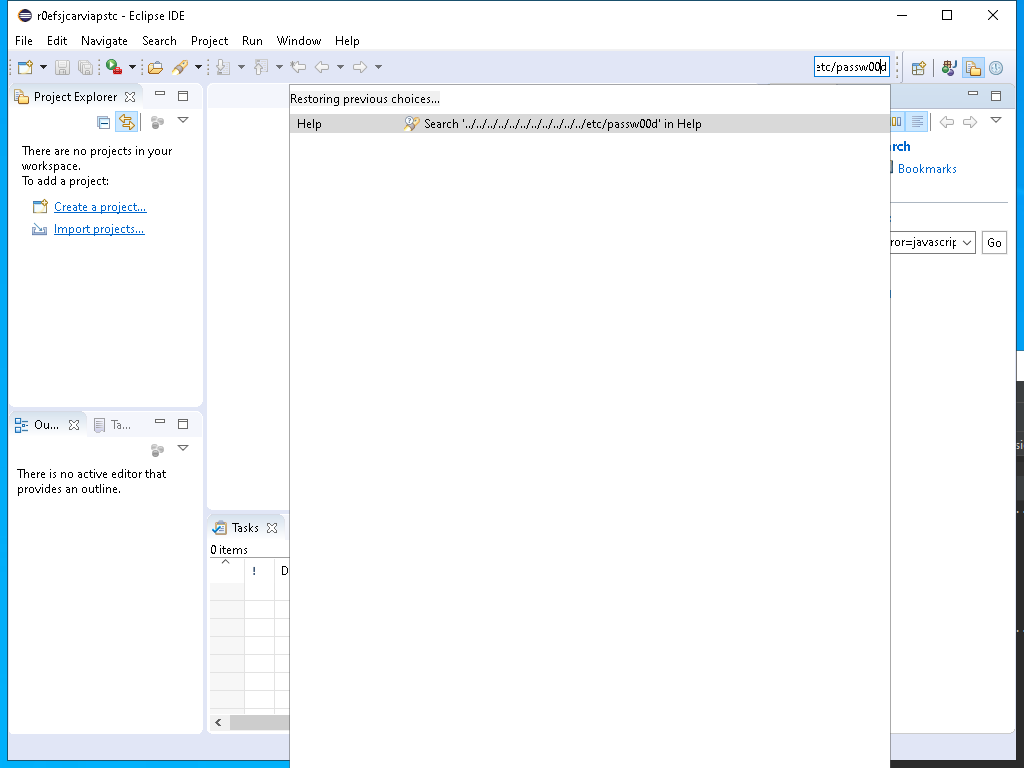 r0efsjcarviapstc - Eclipse IDE
File Edit Navigate Search Project Run Window Help
etc/passw00d
Project Explorer
There are no projects in your
workspace.
To add a project:
Create a project...
Import projects...
Restoring previous choices...
Help Search '../../../../../../../../../../../etc/passw00d' in Help
rch
Bookmarks
ror=javascrip
Go
Ou...
Ta...
There is no active editor that
provides an outline.
Tasks
0 items
! D